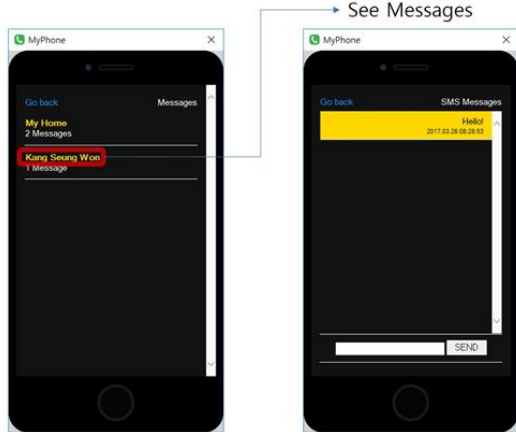 See Messages
MyPhone
Go back Messages
My Home
2 Messages
Kang Seung Won
1 Message
MyPhone
Go back SMS Messages
Hello!
2017.03.26 08:28:53
SEND